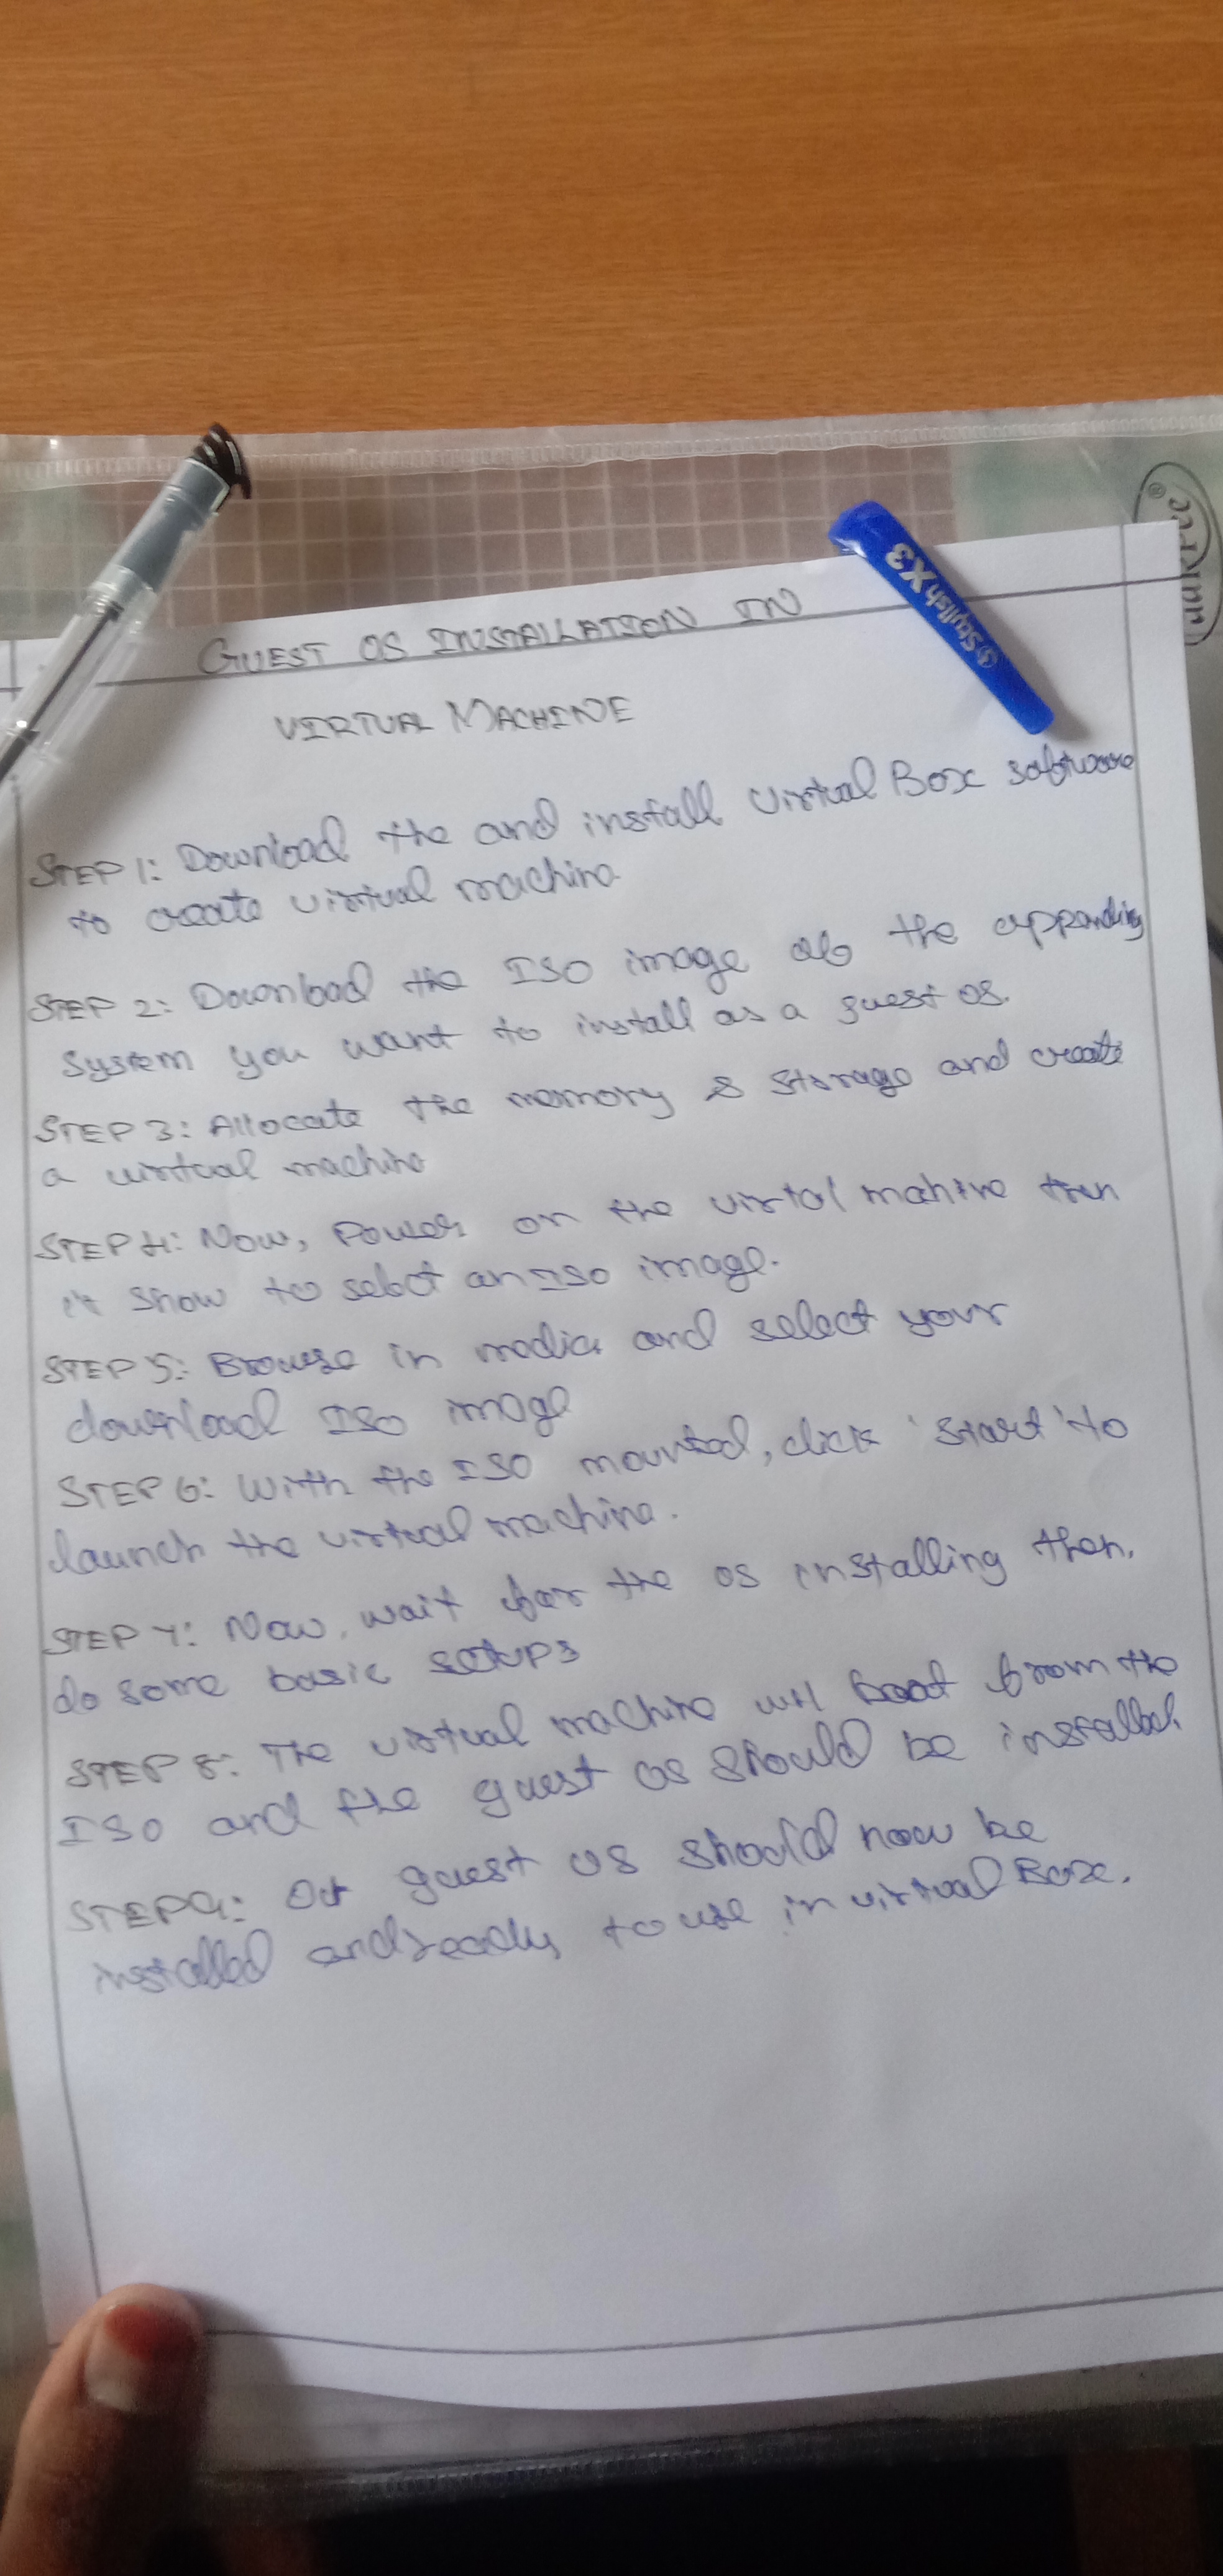 GUEST OS INSTALLATION IN
VIRTUAL MACHINE
STEP 1: Download the and install Virtual Box software
to create virtual machine
STEP 2: Download the ISO image of the
System you want to install as a guest OS.
STEP 3: Allocate the memory & storage and create
a virtual machine
STEP 4: Now, Power on the virtal mahine then
it show to select an ISO image.
STEP 5: Browse in media and select your
download ISO image
STEP 6: With the ISO mounted, click 'Start' to
launch the virtual machine.
STEP 7: Now, wait for the os installing then,
do some basic setups
STEP 8: The virtual machine will boot from the
ISO and the guest os should be installed.
STEP 9: guest os should now be
installed and ready to use in virtual Box.
Stylish X3